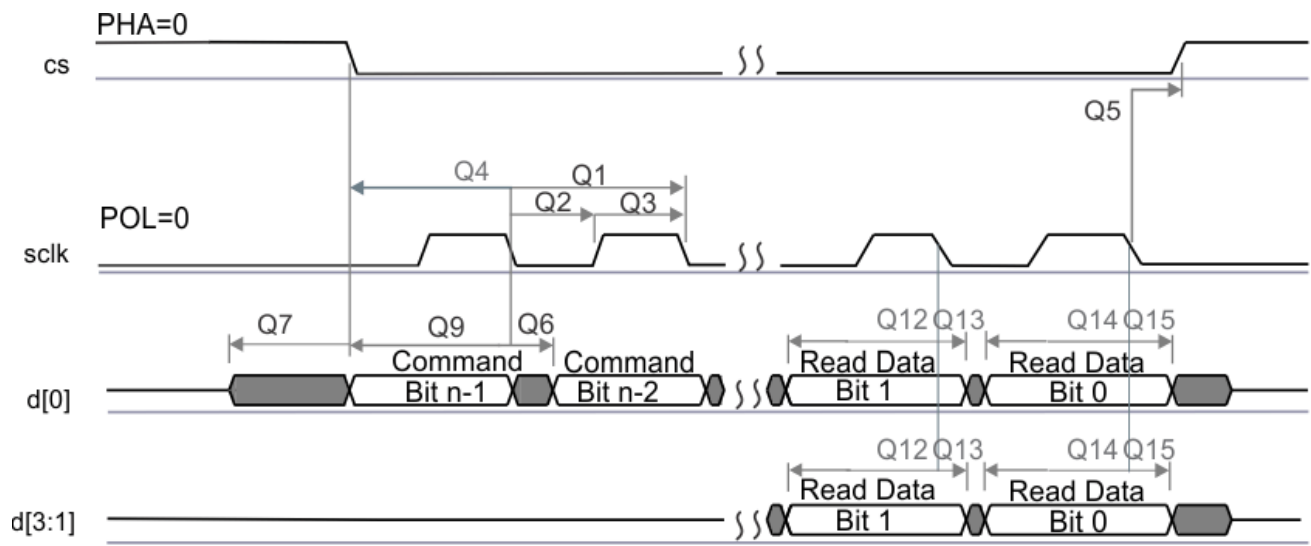 PHA=0
cs
Q5
Q4 Q1
Q2 Q3
POL=0
sclk
Q7 Q9 Q6 Q12 Q13 Q14 Q15
Command Command Read Data Read Data
d[0] Bit n-1 Bit n-2 Bit 1 Bit 0
Q12 Q13 Q14 Q15
Read Data Read Data
d[3:1] Bit 1 Bit 0